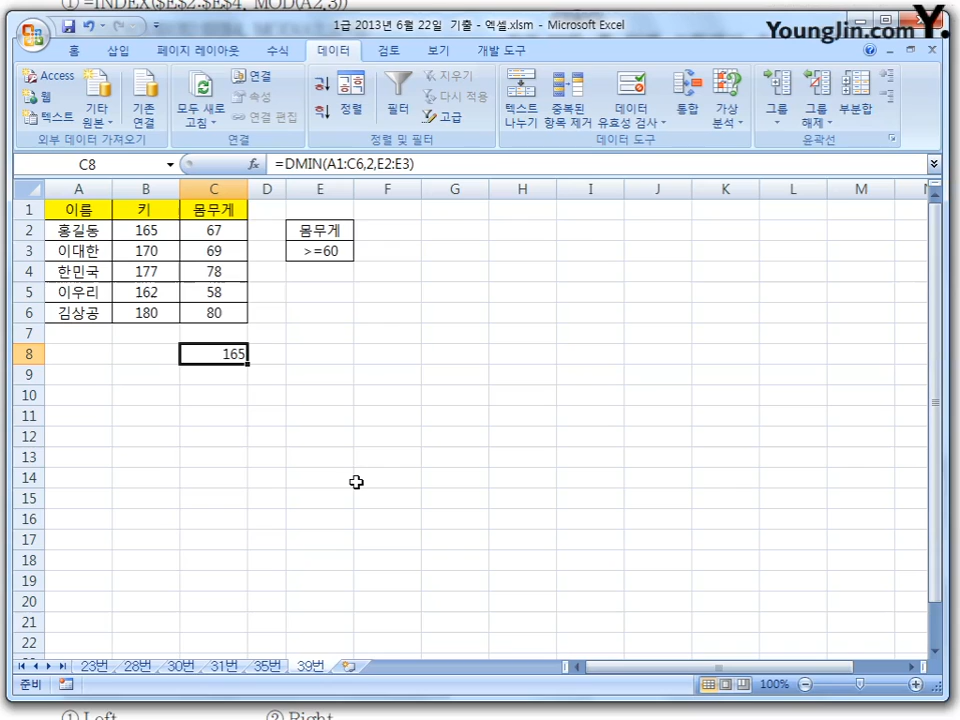 ① =INDEX($E$2:$E$4, MOD(A2,3))
1급 2013년 6월 22일 기출 - 엑셀.xlsm - Microsoft Excel
YoungJin.com Y.
홈 삽입 페이지 레이아웃 수식 데이터 검토 보기 개발 도구
Access
웹
텍스트
기타 원본
기존 연결
외부 데이터 가져오기
모두 새로 고침
연결
속성
연결 편집
연결
정렬
필터
지우기
다시 적용
고급
정렬 및 필터
텍스트 나누기
중복된 항목 제거
데이터 유효성 검사
통합
가상 분석
데이터 도구
그룹
그룹 해제
부분합
윤곽선
C8 fx =DMIN(A1:C6,2,E2:E3)
A B C D E F G H I J K L M
1 이름 키 몸무게
2 홍길동 165 67 몸무게
3 이대한 170 69 >=60
4 한민국 177 78
5 이우리 162 58
6 김상공 180 80
7
8 165
9
10
11
12
13
14
15
16
17
18
19
20
21
22
23번 28번 30번 31번 35번 39번
준비 100%
① Left ② Right